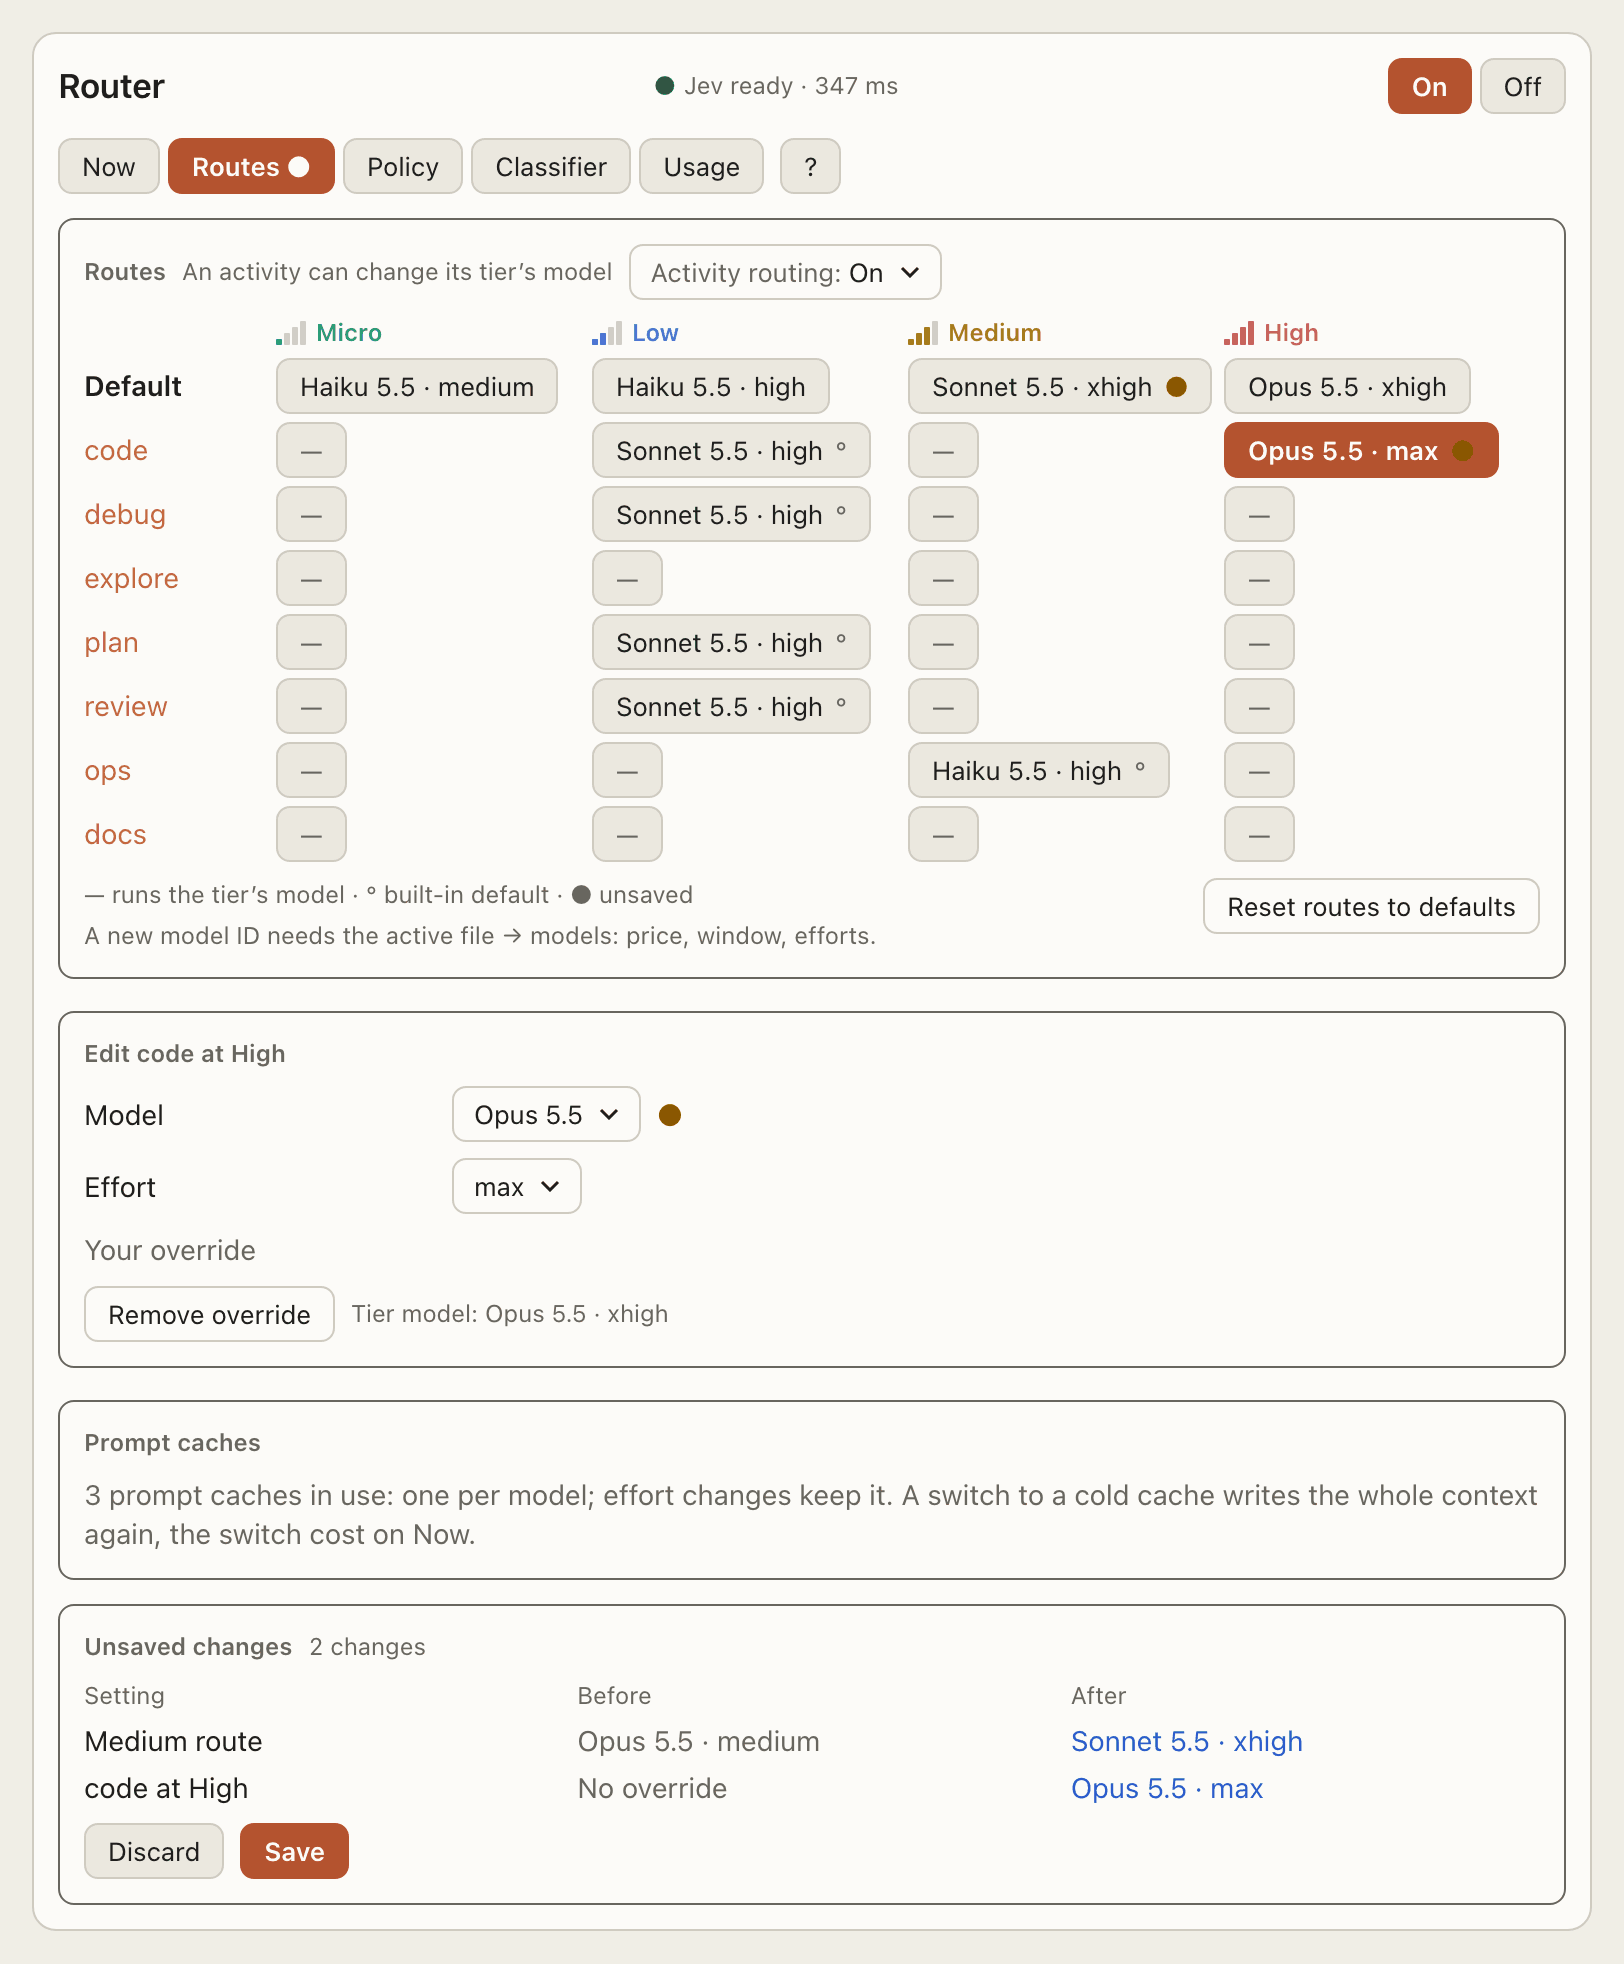 Router
Jev ready · 347 ms
On Off
Now Routes Policy Classifier Usage ?
Routes An activity can change its tier’s model Activity routing: On
Micro Low Medium High
Default Haiku 5.5 · medium Haiku 5.5 · high Sonnet 5.5 · xhigh Opus 5.5 · xhigh
code — Sonnet 5.5 · high ° — Opus 5.5 · max
debug — Sonnet 5.5 · high ° — —
explore — — — —
plan — Sonnet 5.5 · high ° — —
review — Sonnet 5.5 · high ° — —
ops — — Haiku 5.5 · high ° —
docs — — — —
— runs the tier’s model · ° built-in default · ● unsaved
Reset routes to defaults
A new model ID needs the active file → models: price, window, efforts.
Edit code at High
Model Opus 5.5
Effort max
Your override
Remove override Tier model: Opus 5.5 · xhigh
Prompt caches
3 prompt caches in use: one per model; effort changes keep it. A switch to a cold cache writes the whole context
again, the switch cost on Now.
Unsaved changes 2 changes
Setting Before After
Medium route Opus 5.5 · medium Sonnet 5.5 · xhigh
code at High No override Opus 5.5 · max
Discard Save